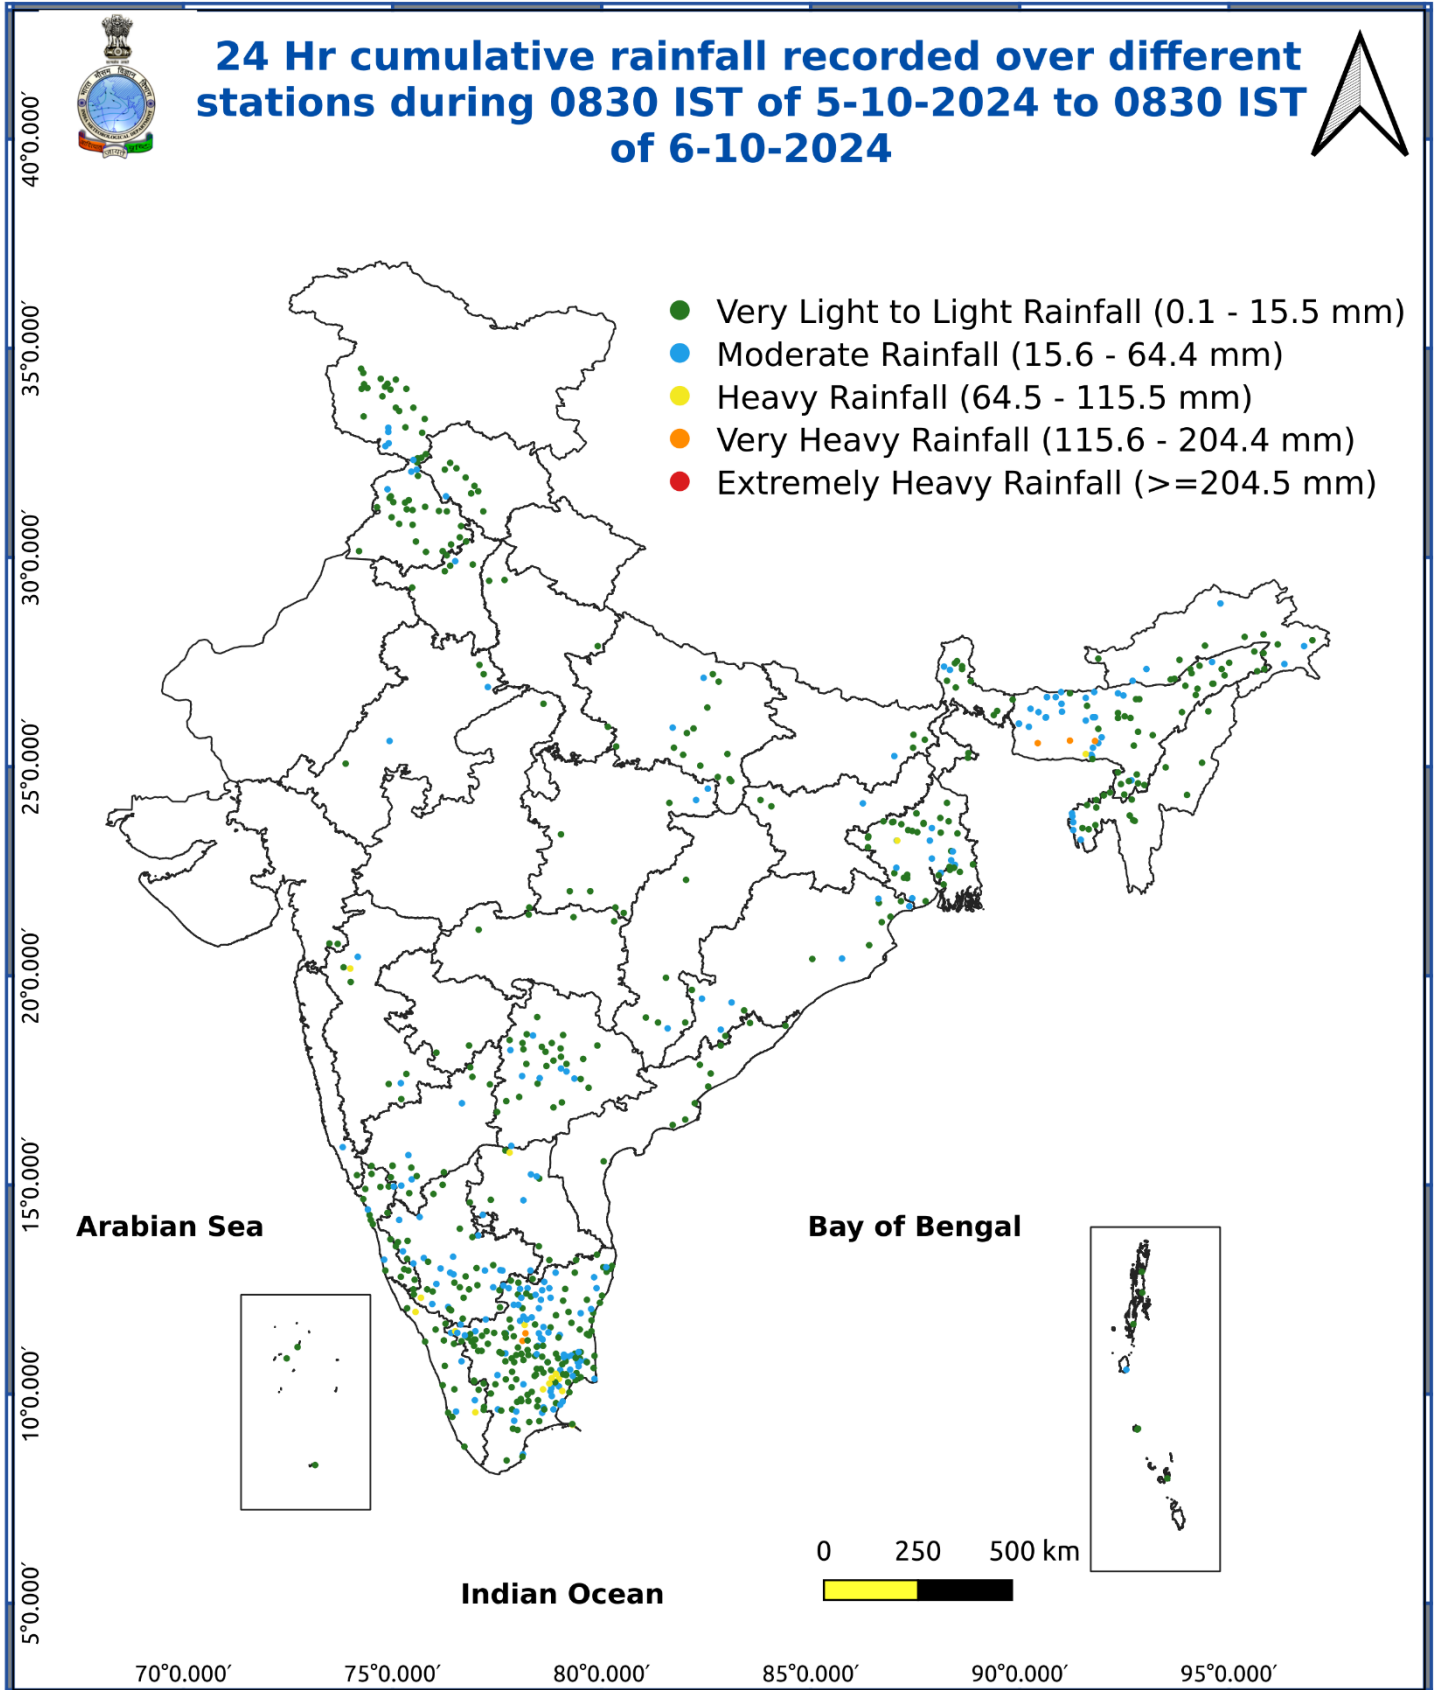 24 Hr cumulative rainfall recorded over different
stations during 0830 IST of 5-10-2024 to 0830 IST
of 6-10-2024
Very Light to Light Rainfall (0.1 - 15.5 mm)
Moderate Rainfall (15.6 - 64.4 mm)
Heavy Rainfall (64.5 - 115.5 mm)
Very Heavy Rainfall (115.6 - 204.4 mm)
Extremely Heavy Rainfall (>=204.5 mm)
40°0.000′
35°0.000′
30°0.000′
25°0.000′
20°0.000′
15°0.000′
10°0.000′
5°0.000′
Arabian Sea
Bay of Bengal
Indian Ocean
0 250 500 km
70°0.000′ 75°0.000′ 80°0.000′ 85°0.000′ 90°0.000′ 95°0.000′